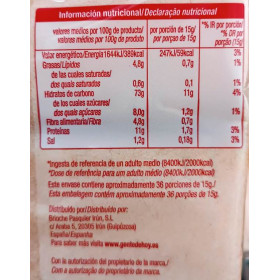 Información nutricional/Declaração nutricional
valores medios por 100g de producto/ por porción de 15g/ %IR por porción/
valores médios por 100g de produto por porção de 15g %DR por
porção (15g)
Valor energético/Energia 1644kJ/389kcal 247kJ/59kcal 3%
Grasas/Lípidos 4,8g 0,7g 1%
de las cuales saturadas/
dos quais saturados 0,6g 0,1 1%
Hidratos de carbono 73g 11g 4%
de los cuales azúcares/
dos quais açúcares 8,0g 1,2g 1%
Fibra alimentaria/Fibra 4,8g 0,7g
Proteínas 11g 1,7g 3%
Sal 1,2g 0,18g 3%
*Ingesta de referencia de un adulto medio (8400kJ/2000kcal)
*Dose de referência para um adulto médio (8400kJ/2000kcal)
Este envase contiene aproximadamente 36 porciones de 15g./
Esta embalagem contém aproximadamente 36 porções de 15g.
Distribuido por/Distribuído por:
Brioche Pasquier Irún, S.L.
c/ Araba 6, 20305 Irún (Guipúzcoa)
España/Espanha
Para saber más visita www.gentodehoy.es
Con la autorización del propietario de la marca./
Com a autorização do proprietário da marca.